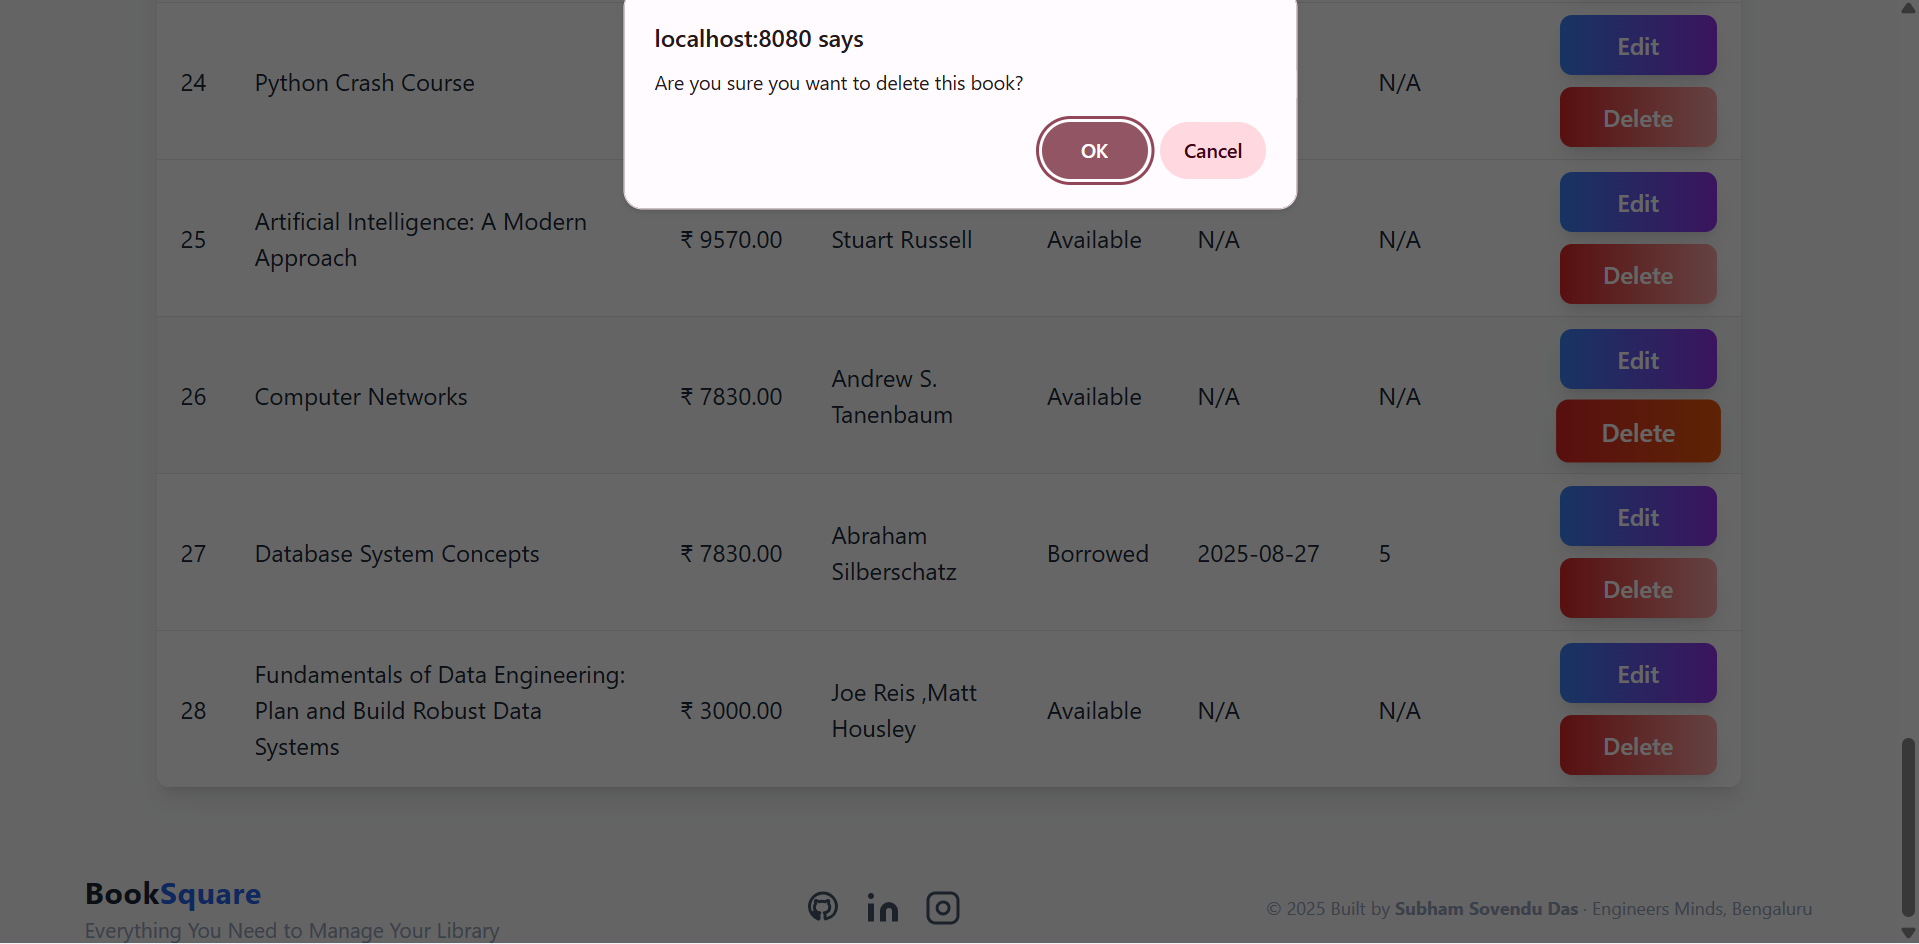 localhost:8080 says
Are you sure you want to delete this book?
OK Cancel
24 Python Crash Course N/A Edit
Delete
25 Artificial Intelligence: A Modern
Approach ₹ 9570.00 Stuart Russell Available N/A N/A Edit
Delete
26 Computer Networks ₹ 7830.00 Andrew S.
Tanenbaum Available N/A N/A Edit
Delete
27 Database System Concepts ₹ 7830.00 Abraham
Silberschatz Borrowed 2025-08-27 5 Edit
Delete
28 Fundamentals of Data Engineering:
Plan and Build Robust Data
Systems ₹ 3000.00 Joe Reis ,Matt
Housley Available N/A N/A Edit
Delete
BookSquare
Everything You Need to Manage Your Library
© 2025 Built by Subham Sovendu Das · Engineers Minds, Bengaluru